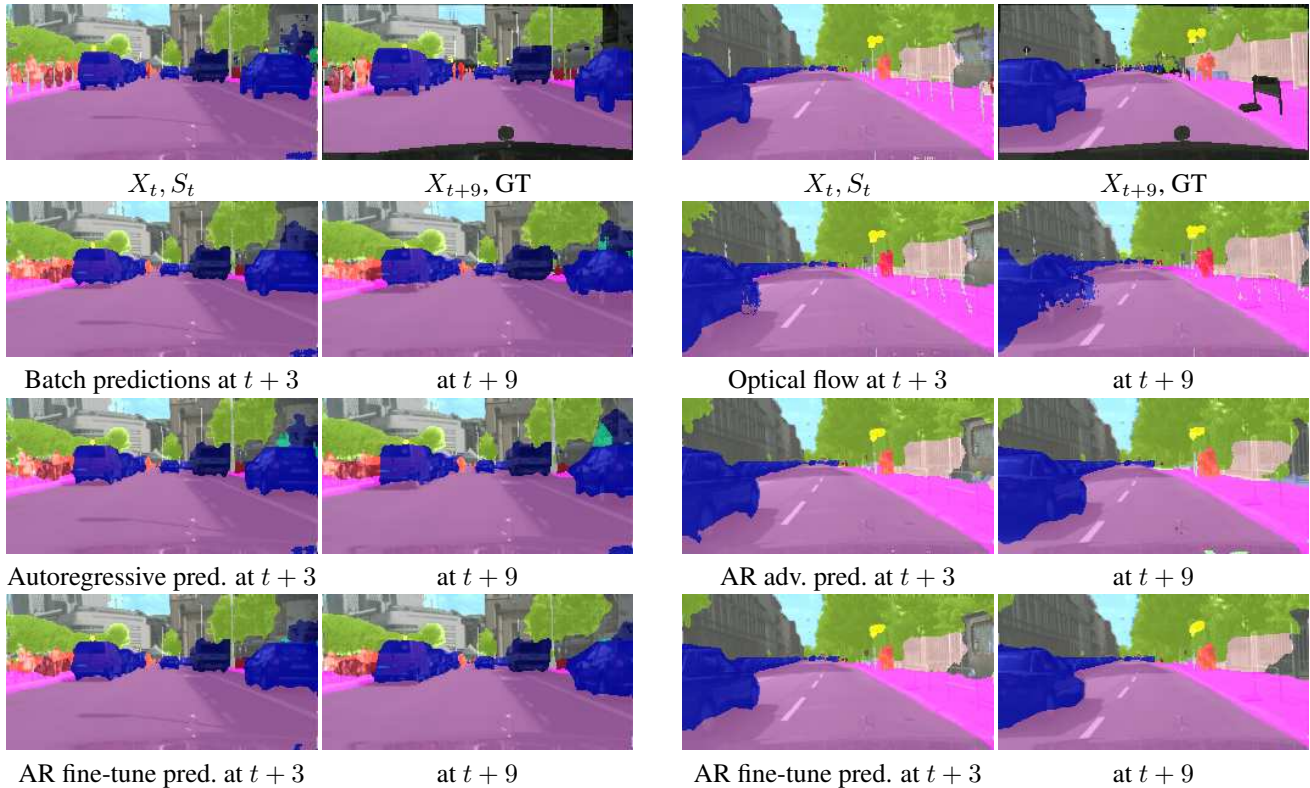 X_t, S_t
X_{t+9}, GT
X_t, S_t
X_{t+9}, GT
Batch predictions at t + 3
at t + 9
Optical flow at t + 3
at t + 9
Autoregressive pred. at t + 3
at t + 9
AR adv. pred. at t + 3
at t + 9
AR fine-tune pred. at t + 3
at t + 9
AR fine-tune pred. at t + 3
at t + 9